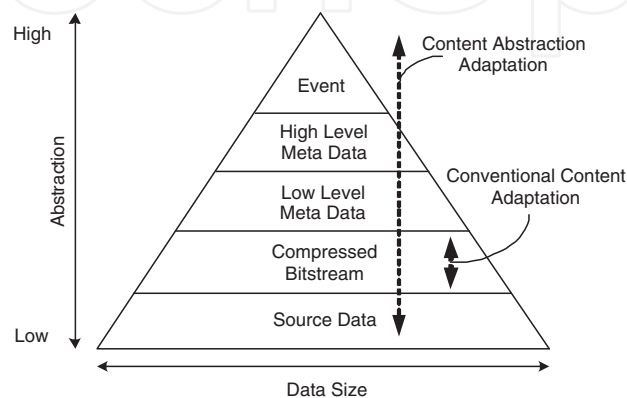 High
Content Abstraction
Adaptation
Event
High Level
Meta Data
Abstraction
Conventional Content
Adaptation
Low Level
Meta Data
Compressed
Bitstream
Source Data
Low
Data Size